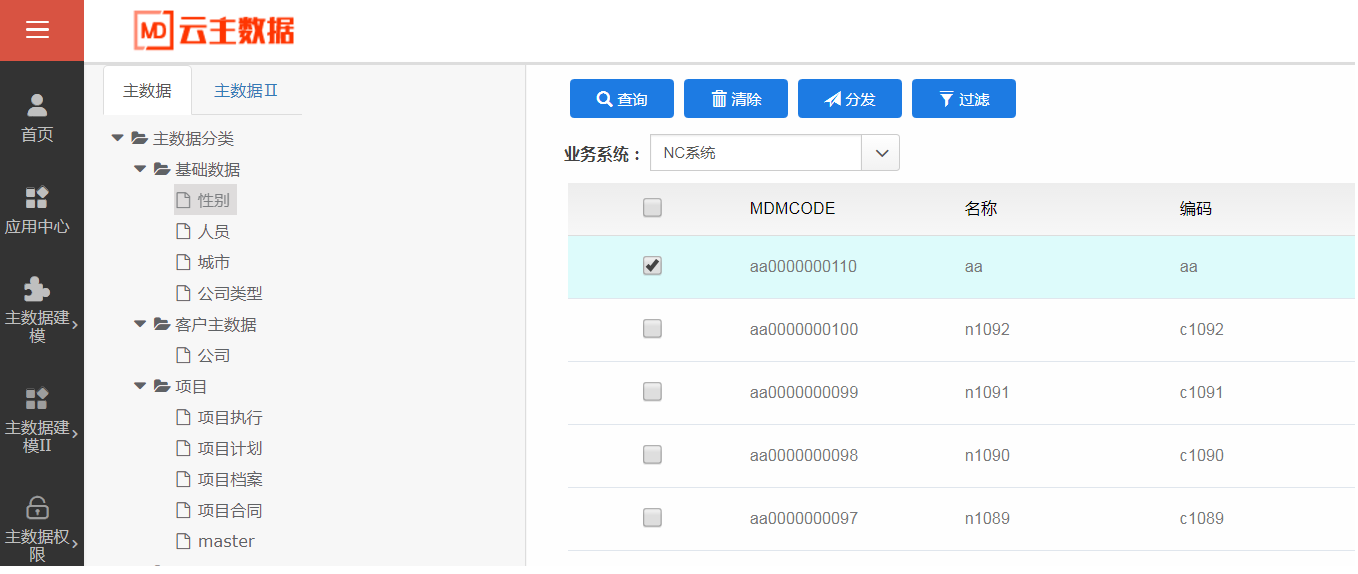 MD 云主数据
首页
应用中心
主数据建
模
主数据建
模II
主数据权
限
主数据 主数据Ⅱ
主数据分类
基础数据
性别
人员
城市
公司类型
客户主数据
公司
项目
项目执行
项目计划
项目档案
项目合同
master
查询 清除 分发 过滤
业务系统： NC系统
MDMCODE 名称 编码
aa0000000110 aa aa
aa0000000100 n1092 c1092
aa0000000099 n1091 c1091
aa0000000098 n1090 c1090
aa0000000097 n1089 c1089